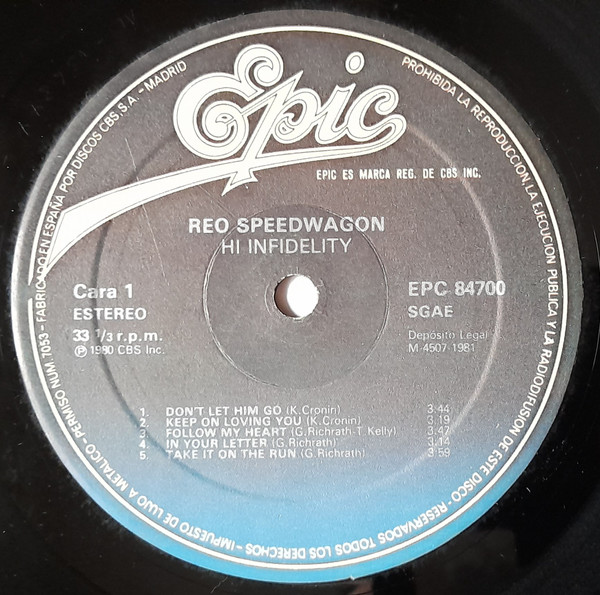 Epic
EPIC ES MARCA REG. DE CBS INC.
REO SPEEDWAGON
HI INFIDELITY
Cara 1
ESTEREO
33 1/3 r.p.m.
℗ 1980 CBS Inc.
EPC 84700
SGAE
Depósito Legal
M-4507-1981
1. DON'T LET HIM GO (K.Cronin) 3:44
2. KEEP ON LOVING YOU (K.Cronin) 3:19
3. FOLLOW MY HEART (G.Richrath-T.Kelly) 3:47
4. IN YOUR LETTER (G.Richrath) 3:14
5. TAKE IT ON THE RUN (G.Richrath) 3:59
PROHIBIDA LA REPRODUCCION, LA EJECUCION PUBLICA Y LA RADIODIFUSION DE ESTE DISCO - RESERVADOS TODOS LOS DERECHOS - IMPUESTO DE LUJO A METALICO - PERMISO NUM. 7053 - FABRICADO EN ESPAÑA POR DISCOS CBS, S.A. - MADRID